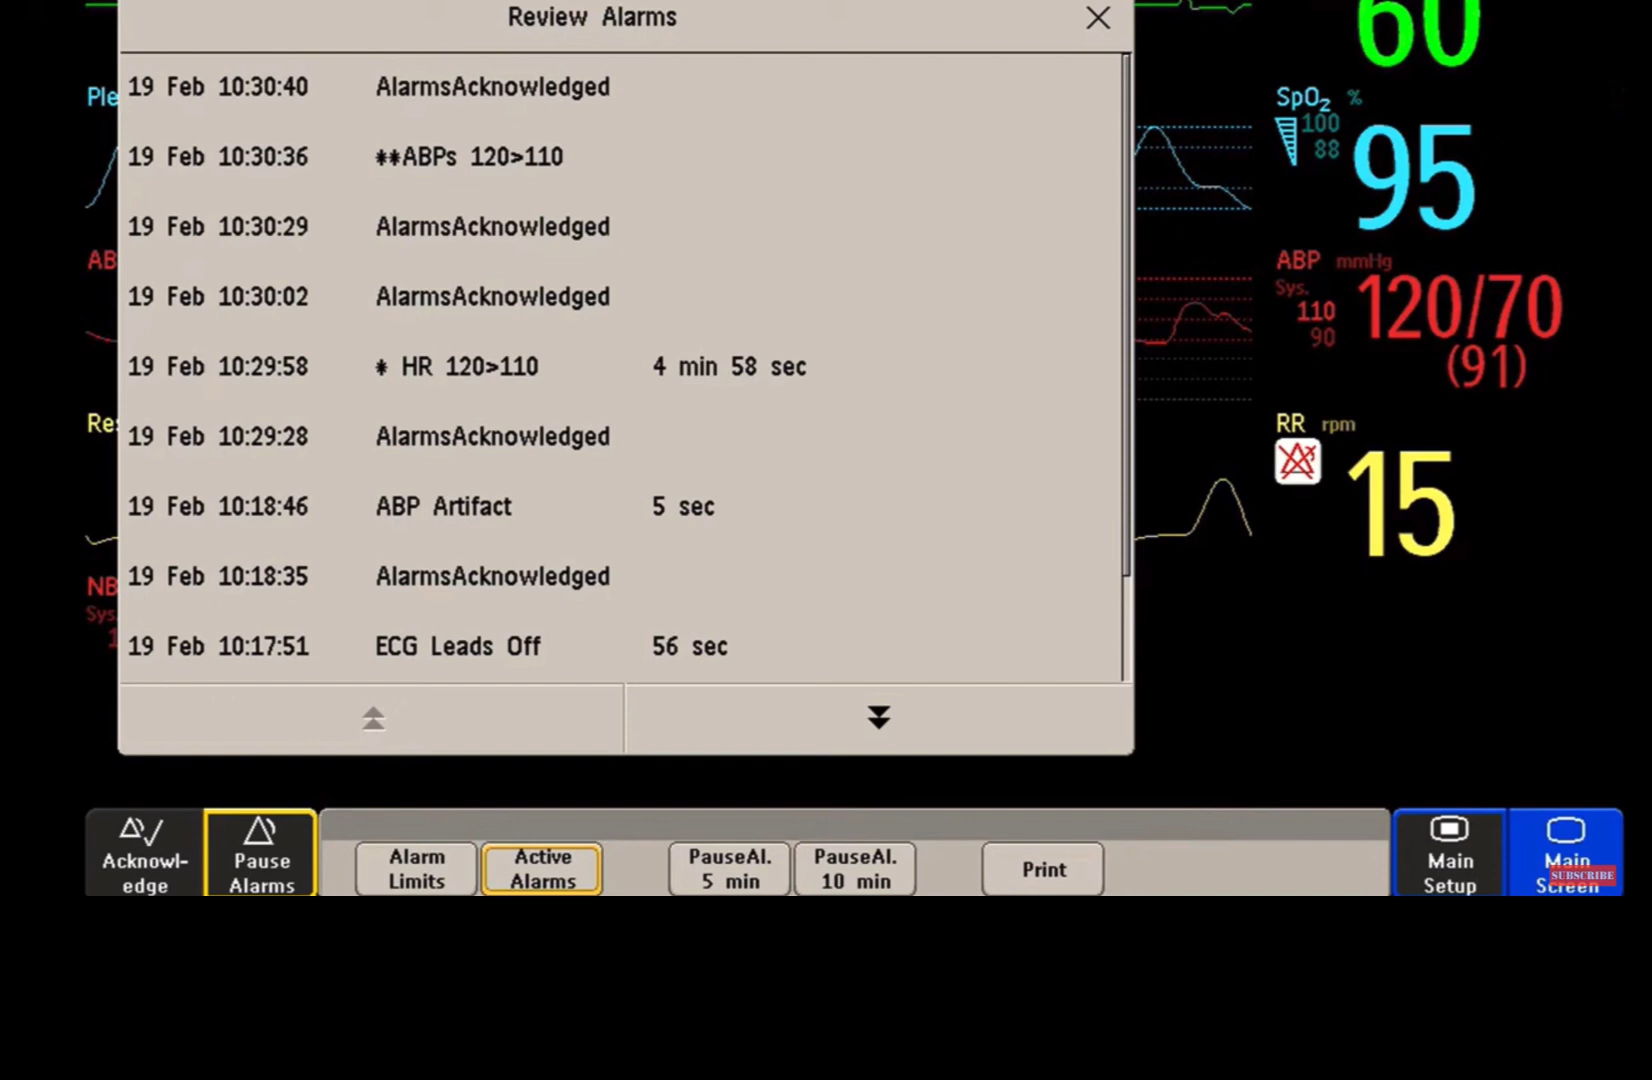 Review Alarms
60
19 Feb 10:30:40 AlarmsAcknowledged
Ple
SpO₂ %
100
88
95
19 Feb 10:30:36 **ABPs 120>110
19 Feb 10:30:29 AlarmsAcknowledged
AB
ABP mmHg
Sys.
110
90
120/70
(91)
19 Feb 10:30:02 AlarmsAcknowledged
19 Feb 10:29:58 * HR 120>110 4 min 58 sec
Res
RR rpm
15
19 Feb 10:29:28 AlarmsAcknowledged
19 Feb 10:18:46 ABP Artifact 5 sec
19 Feb 10:18:35 AlarmsAcknowledged
NB
Sys.
1
19 Feb 10:17:51 ECG Leads Off 56 sec
Acknowl-
edge
Pause
Alarms
Alarm
Limits
Active
Alarms
PauseAl.
5 min
PauseAl.
10 min
Print
Main
Setup
Main
Screen
SUBSCRIBE